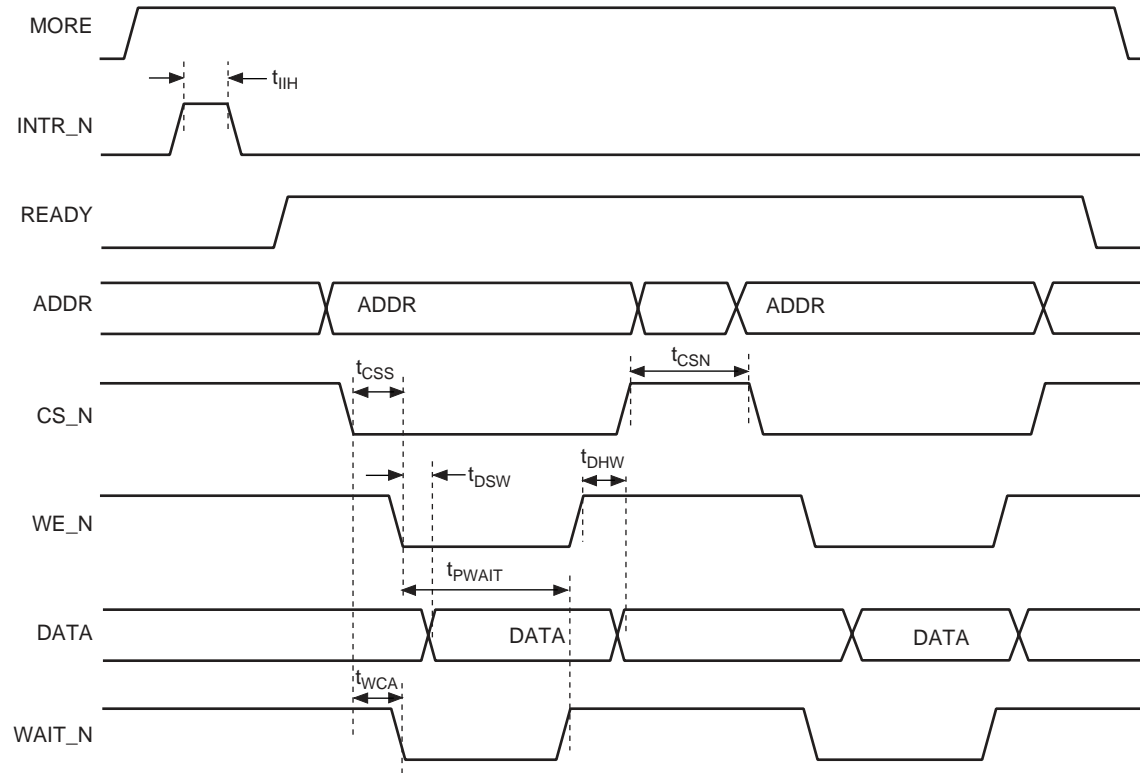 MORE
t_IIH
INTR_N
READY
ADDR ADDR ADDR
t_CSS t_CSN
CS_N
t_DSW t_DHW
WE_N
t_PWAIT
DATA DATA DATA
t_WCA
WAIT_N